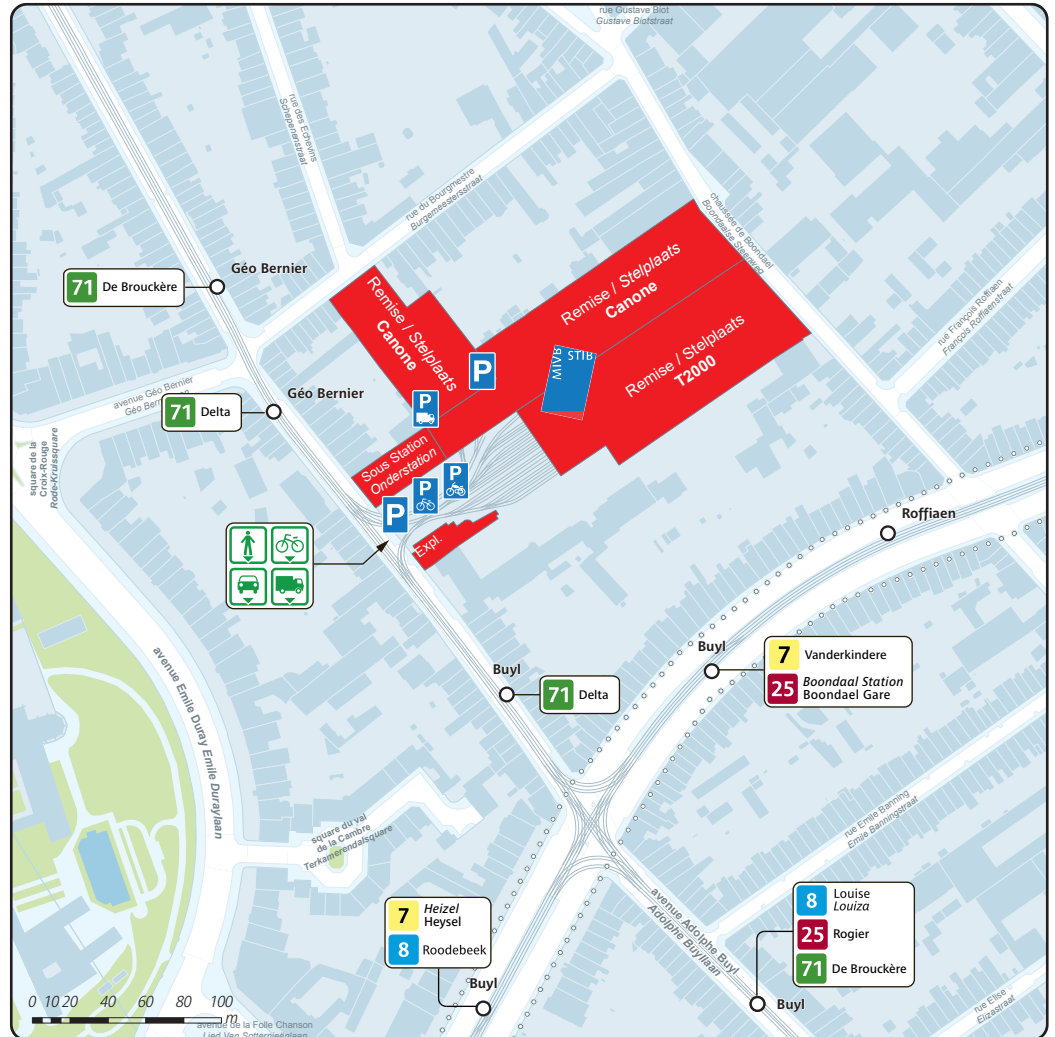 rue Gustave Biot
Gustave Biotstraat
rue des Echevins
Schepenenstraat
rue du Bourgmestre
Burgemeestersstraat
chaussée de Boondael
Boondaalse Steenweg
Géo Bernier
71 De Brouckère
Remise / Stelplaats
Canone
Remise / Stelplaats
Canone
Remise / Stelplaats
T2000
MIVB STIB
rue François Roffiaen
François Roffiaenstraat
P
P
avenue Géo Bernier
Géo Bern
Géo Bernier
71 Delta
square de la
Croix-Rouge
Rode-Kruissquare
Sous Station
Onderstation
P
P
P
Expl.
Roffiaen
Buyl
7 Vanderkindere
25 Boondaal Station
Boondael Gare
Buyl
71 Delta
avenue Emile Duray Emile Duraylaan
square du val
de la Cambre
Terkamerendalsquare
rue Emile Banning
Emile Banningstraat
avenue Adolphe Buyl
Adolphe Buyllaan
8 Louise
Louiza
25 Rogier
71 De Brouckère
Buyl
7 Heizel
Heysel
8 Roodebeek
Buyl
rue Elise
Elizastraat
0 10 20 40 60 80 100
m
avenue de la Folle Chanson
Lied Van Sotternieënlaan